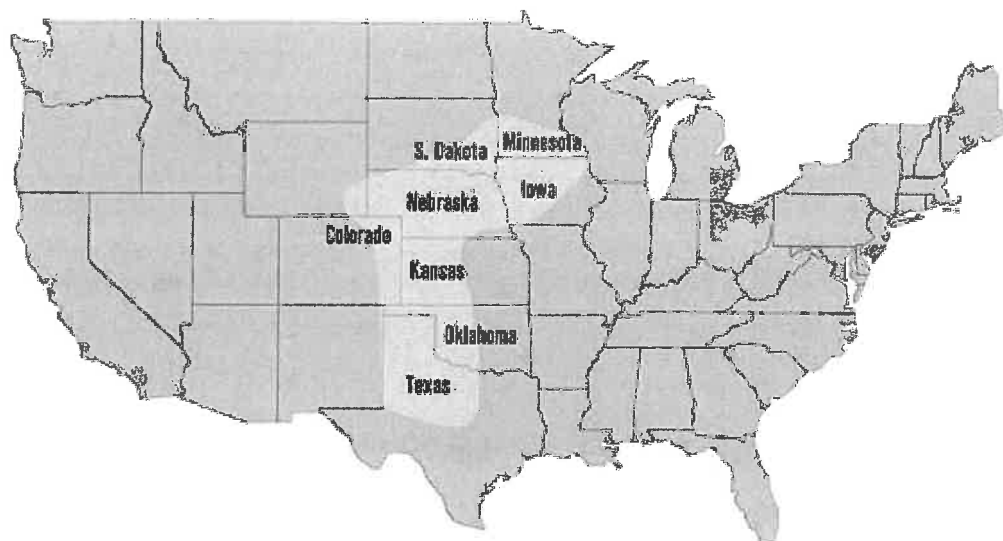 Minnesota
S. Dakota
Iowa
Nebraska
Colorado
Kansas
Oklahoma
Texas